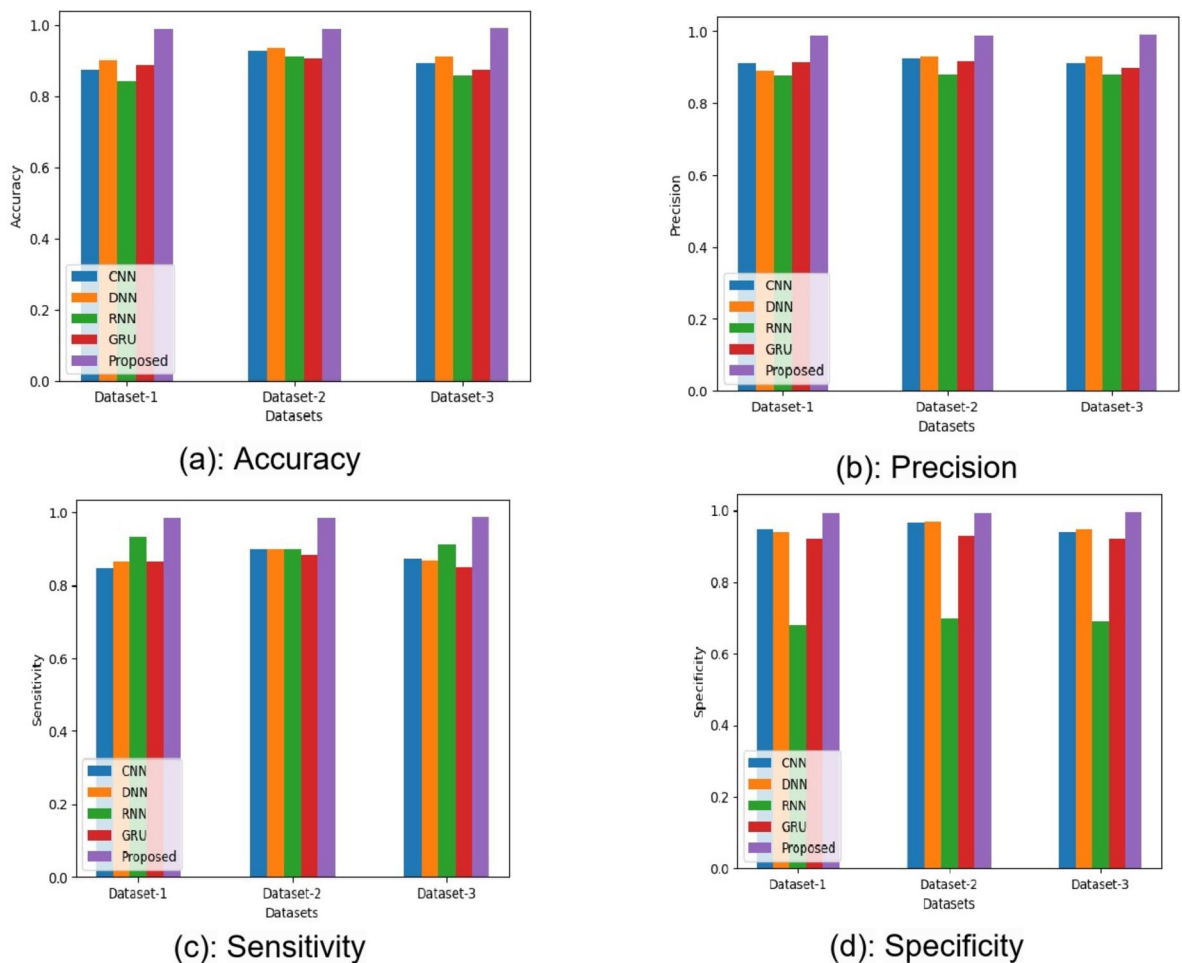 1.0
0.8
0.6
0.4
0.2
0.0
Accuracy
CNN
DNN
RNN
GRU
Proposed
Dataset-1 Dataset-2 Dataset-3
Datasets
(a): Accuracy
1.0
0.8
0.6
0.4
0.2
0.0
Precision
CNN
DNN
RNN
GRU
Proposed
Dataset-1 Dataset-2 Dataset-3
Datasets
(b): Precision
1.0
0.8
0.6
0.4
0.2
0.0
Sensitivity
CNN
DNN
RNN
GRU
Proposed
Dataset-1 Dataset-2 Dataset-3
Datasets
(c): Sensitivity
1.0
0.8
0.6
0.4
0.2
0.0
Specificity
CNN
DNN
RNN
GRU
Proposed
Dataset-1 Dataset-2 Dataset-3
Datasets
(d): Specificity